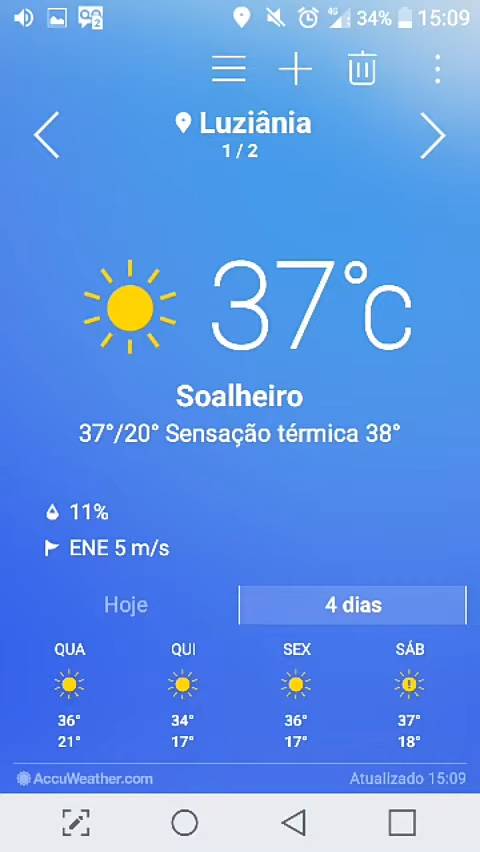 4G 34% 15:09
Luziânia
1 / 2
37°c
Soalheiro
37°/20° Sensação térmica 38°
11%
ENE 5 m/s
Hoje 4 dias
QUA QUI SEX SÁB
36° 34° 36° 37°
21° 17° 17° 18°
AccuWeather.com Atualizado 15:09